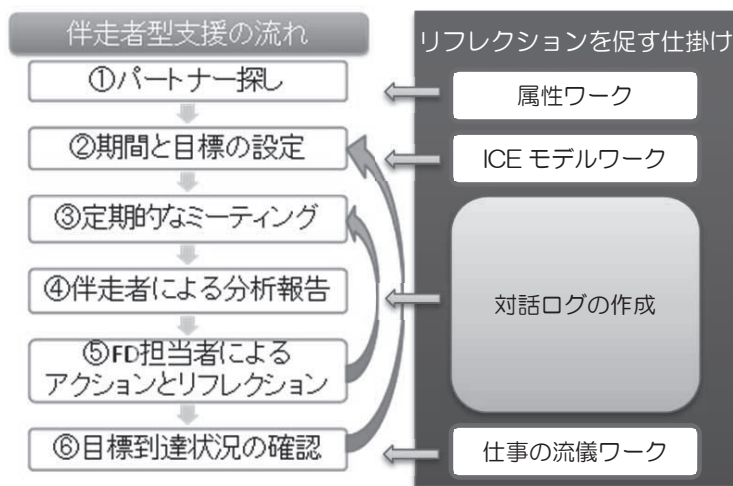 伴走者型支援の流れ
①パートナー探し
②期間と目標の設定
③定期的なミーティング
④伴走者による分析報告
⑤FD担当者による
アクションとリフレクション
⑥目標到達状況の確認
リフレクションを促す仕掛け
属性ワーク
ICE モデルワーク
対話ログの作成
仕事の流儀ワーク